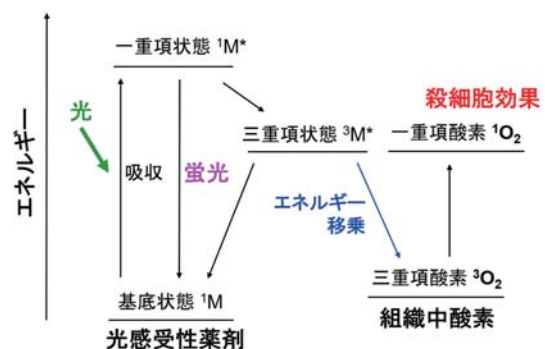 一重項状態 ¹M*
光
殺細胞効果
三重項状態 ³M*
一重項酸素 ¹O₂
エネルギー
吸収
蛍光
エネルギー
移乗
基底状態 ¹M
三重項酸素 ³O₂
光感受性薬剤
組織中酸素